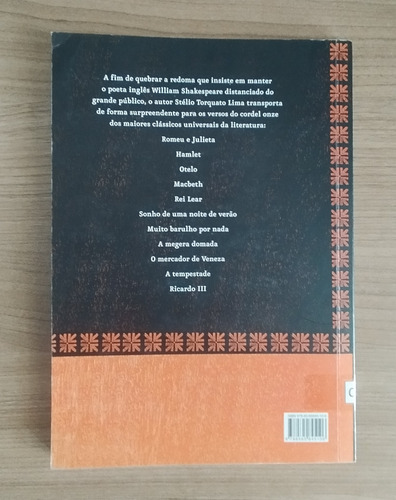 A fim de quebrar a redoma que insiste em manter
o poeta inglês William Shakespeare distanciado do
grande público, o autor Stélio Torquato Lima transporta
de forma surpreendente para os versos do cordel onze
dos maiores clássicos universais da literatura:
Romeu e Julieta
Hamlet
Otelo
Macbeth
Rei Lear
Sonho de uma noite de verão
Muito barulho por nada
A megera domada
O mercador de Veneza
A tempestade
Ricardo III
C